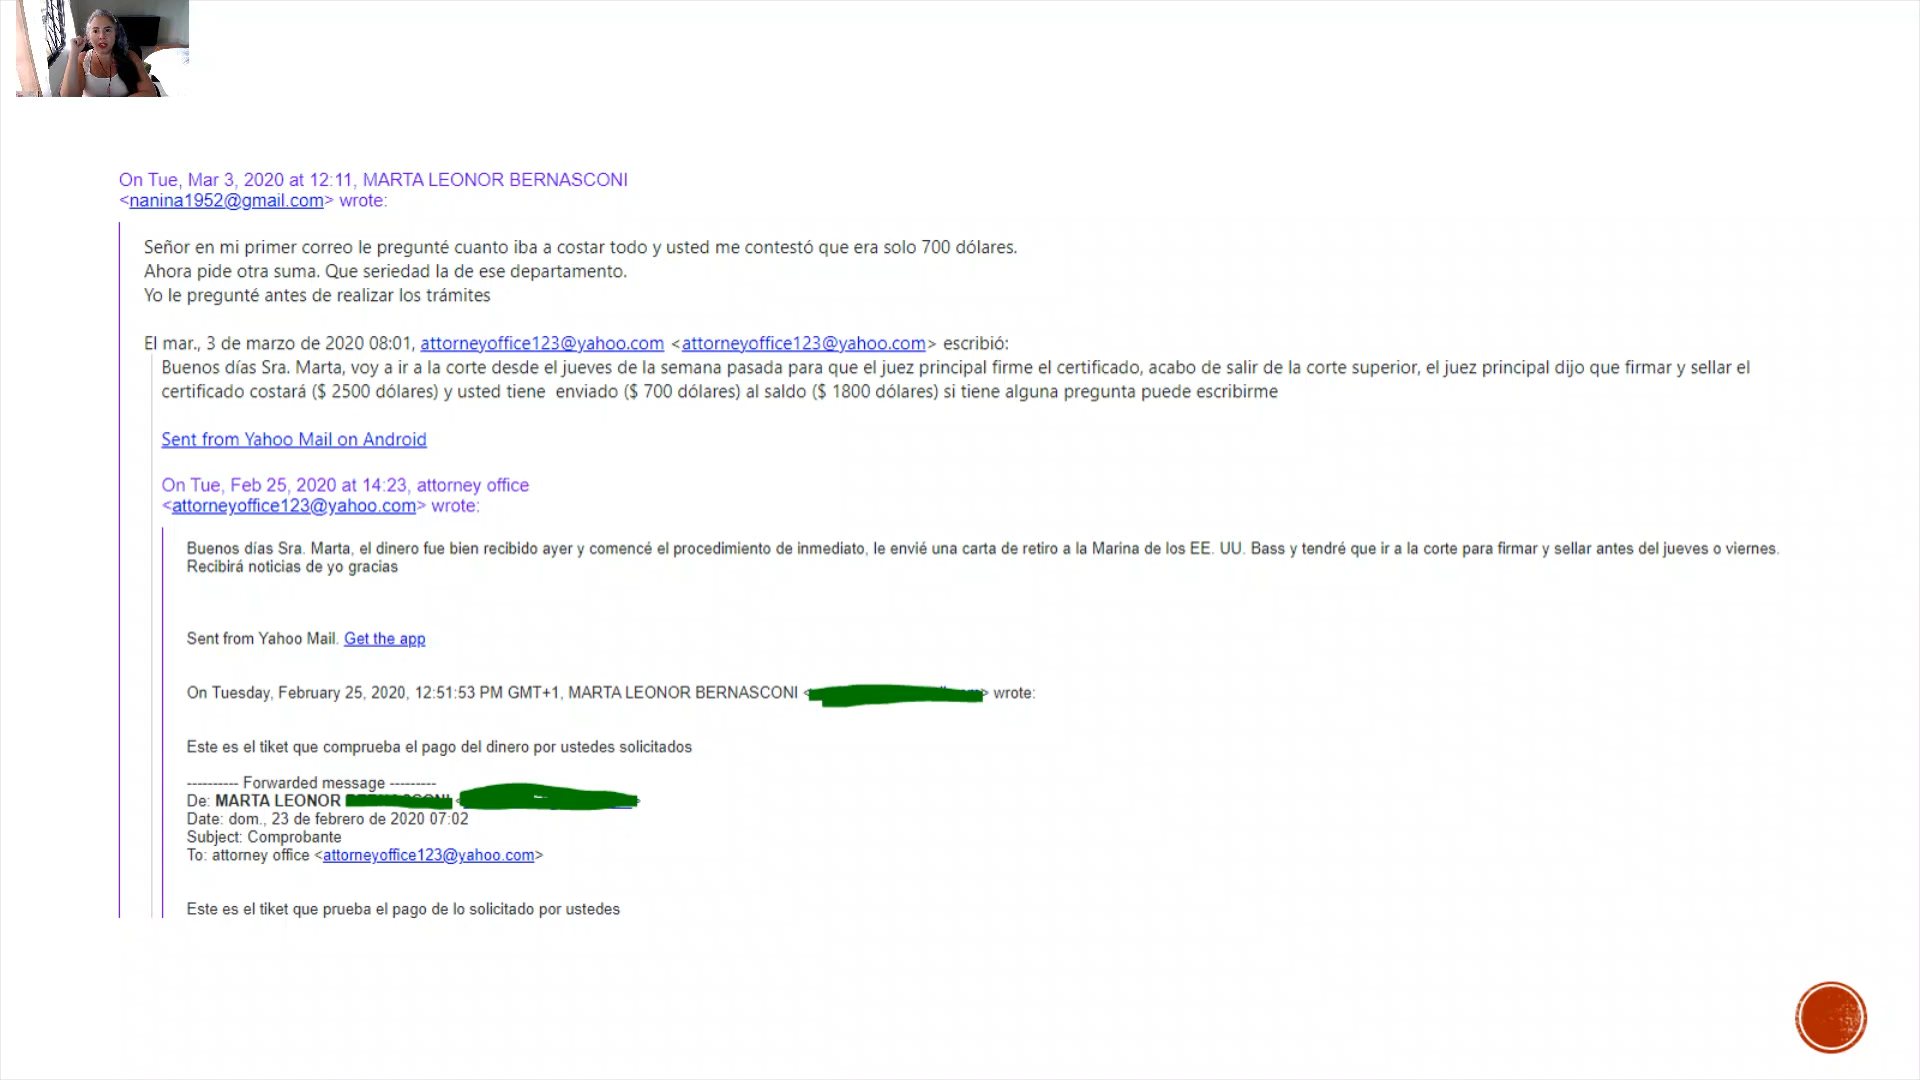 On Tue, Mar 3, 2020 at 12:11, MARTA LEONOR BERNASCONI
<nanina1952@gmail.com> wrote:
Señor en mi primer correo le pregunté cuanto iba a costar todo y usted me contestó que era solo 700 dólares.
Ahora pide otra suma. Que seriedad la de ese departamento.
Yo le pregunté antes de realizar los trámites
El mar., 3 de marzo de 2020 08:01, attorneyoffice123@yahoo.com <attorneyoffice123@yahoo.com> escribió:
Buenos días Sra. Marta, voy a ir a la corte desde el jueves de la semana pasada para que el juez principal firme el certificado, acabo de salir de la corte superior, el juez principal dijo que firmar y sellar el
certificado costará ($ 2500 dólares) y usted tiene  enviado ($ 700 dólares) al saldo ($ 1800 dólares) si tiene alguna pregunta puede escribirme
Sent from Yahoo Mail on Android
On Tue, Feb 25, 2020 at 14:23, attorney office
<attorneyoffice123@yahoo.com> wrote:
Buenos días Sra. Marta, el dinero fue bien recibido ayer y comencé el procedimiento de inmediato, le envié una carta de retiro a la Marina de los EE. UU. Bass y tendré que ir a la corte para firmar y sellar antes del jueves o viernes.
Recibirá noticias de yo gracias
Sent from Yahoo Mail. Get the app
On Tuesday, February 25, 2020, 12:51:53 PM GMT+1, MARTA LEONOR BERNASCONI < > wrote:
Este es el tiket que comprueba el pago del dinero por ustedes solicitados
---------- Forwarded message ---------
De: MARTA LEONOR
Date: dom., 23 de febrero de 2020 07:02
Subject: Comprobante
To: attorney office <attorneyoffice123@yahoo.com>
Este es el tiket que prueba el pago de lo solicitado por ustedes